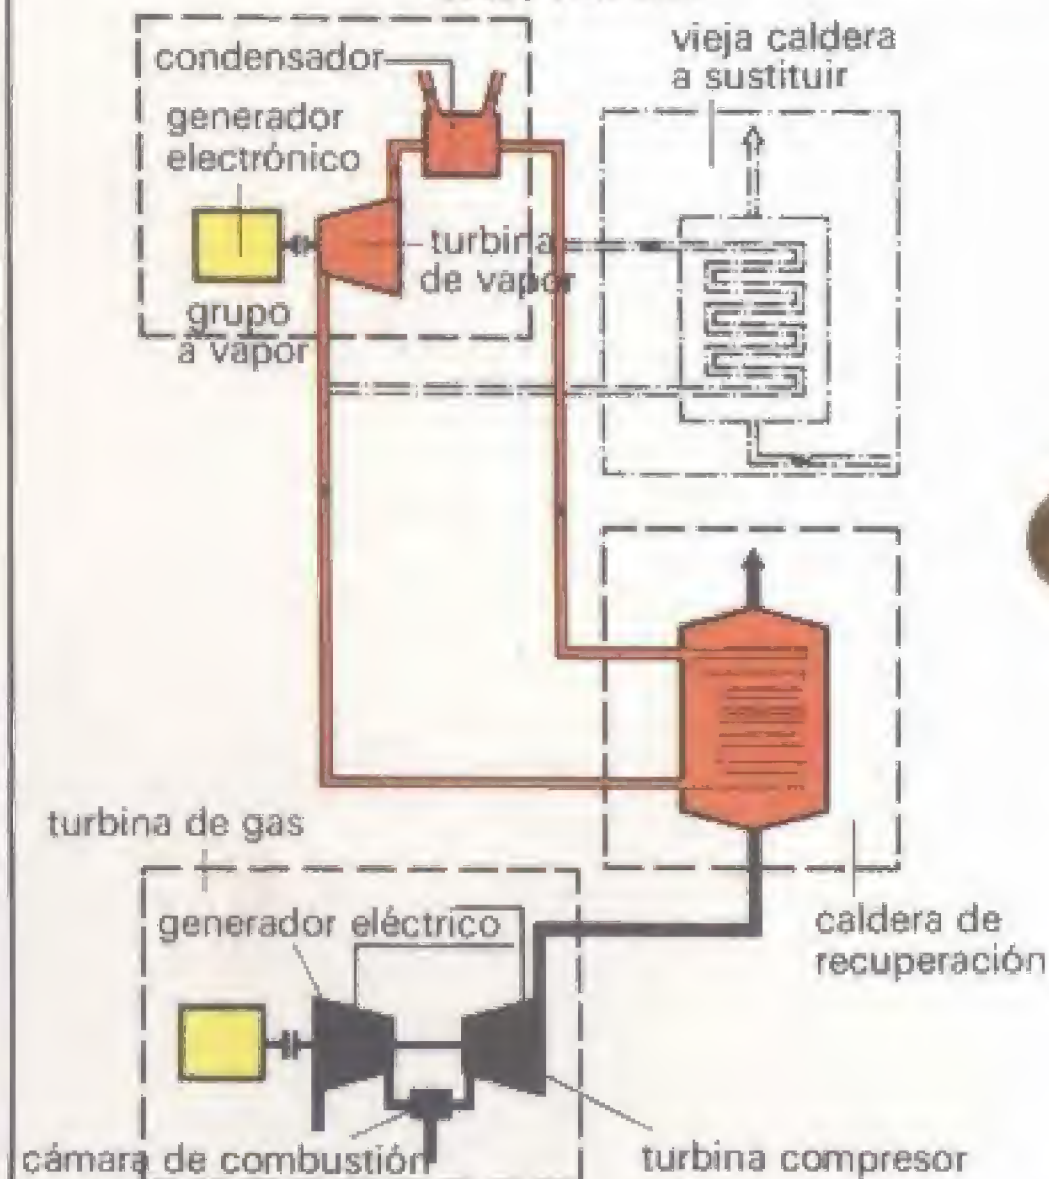 condensador
vieja caldera
a sustituir
generador
electrónico
turbina
de vapor
grupo
a vapor
turbina de gas
generador eléctrico
caldera de
recuperación
cámara de combustión
turbina compresor